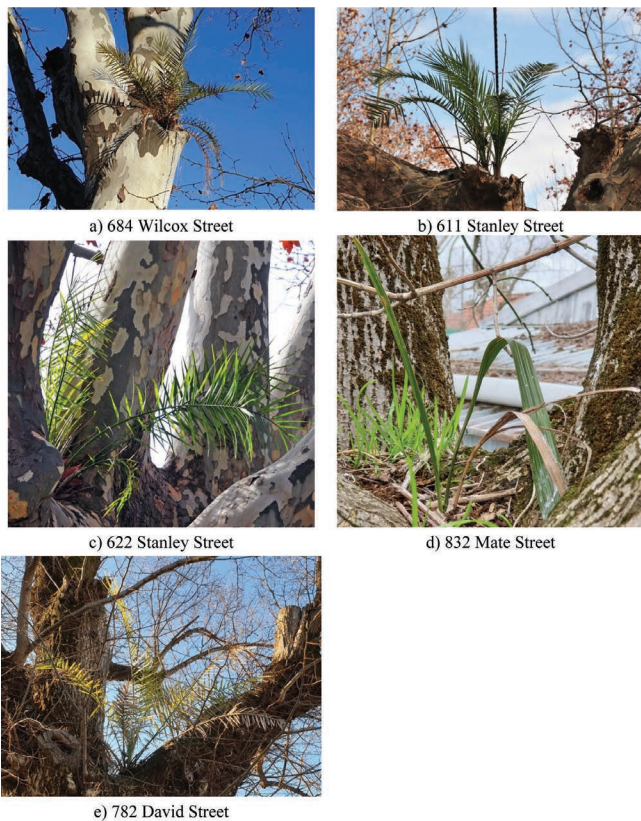 a) 684 Wilcox Street
b) 611 Stanley Street
c) 622 Stanley Street
d) 832 Mate Street
e) 782 David Street